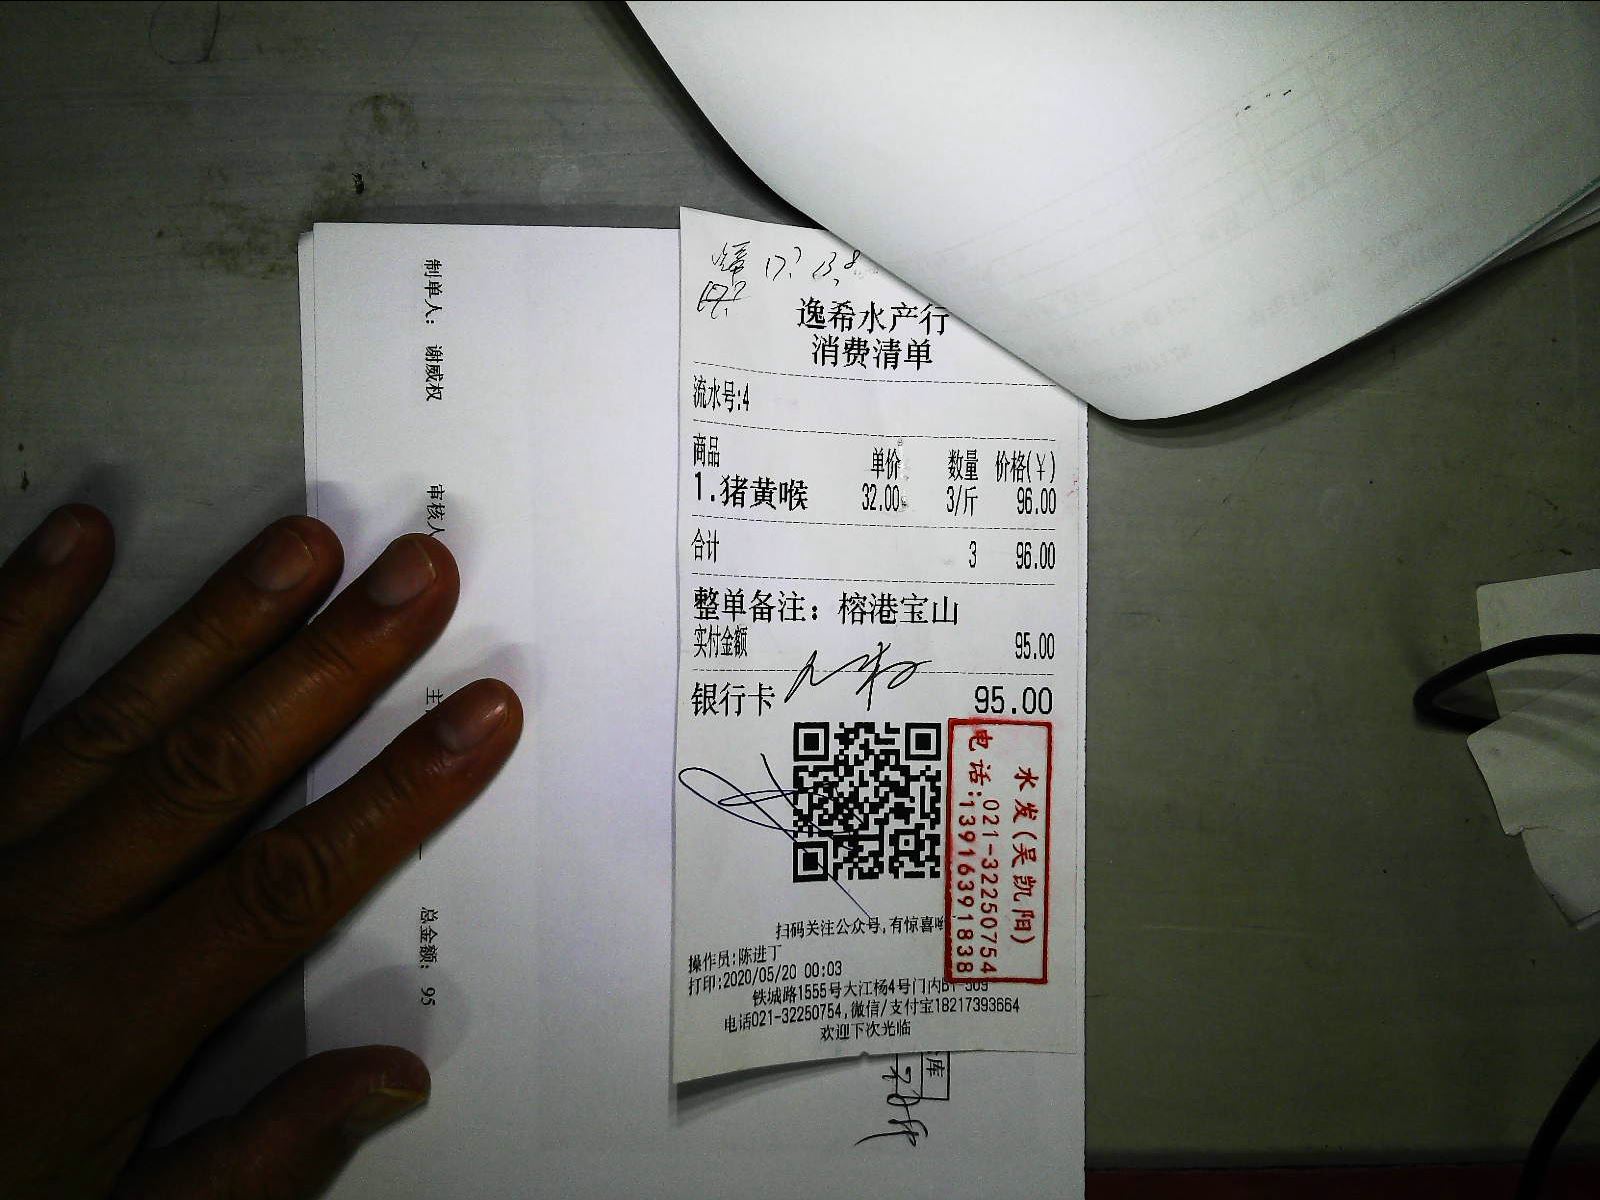 逸希水产行
消费清单
流水号:4
商品 单价 数量 价格(¥)
1.猪黄喉 32.00 3/斤 96.00
合计 3 96.00
整单备注：榕港宝山
实付金额 95.00
银行卡 95.00
水发(吴凯阳)
电话:021-32250754
13916391838
扫码关注公众号,有惊喜
操作员:陈进丁
打印:2020/05/20 00:03
铁城路1555号大江杨4号门内B1-309
电话021-32250754,微信/支付宝18217393664
欢迎下次光临
制单人: 谢威权
审核人
主
总金额: 95
库